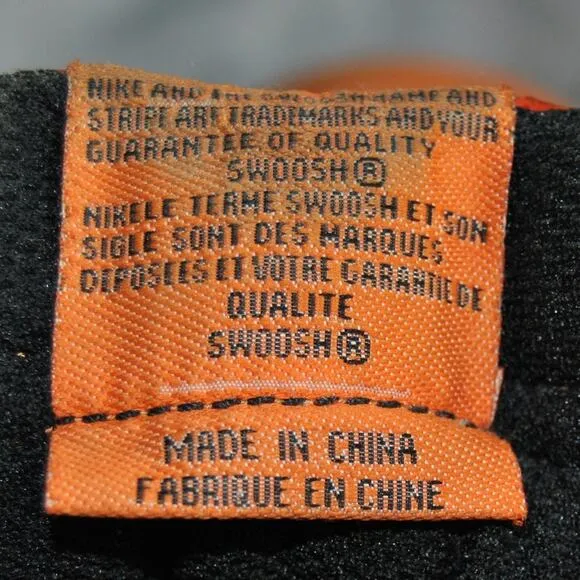 NIKE AND THE SWOOSH NAME AND
STRIPE ARE TRADEMARKS AND YOUR
GUARANTEE OF QUALITY
SWOOSH®
NIKE LE TERME SWOOSH ET SON
SIGLE SONT DES MARQUES
DEPOSEES ET VOTRE GARANTIE DE
QUALITE
SWOOSH®
MADE IN CHINA
FABRIQUE EN CHINE